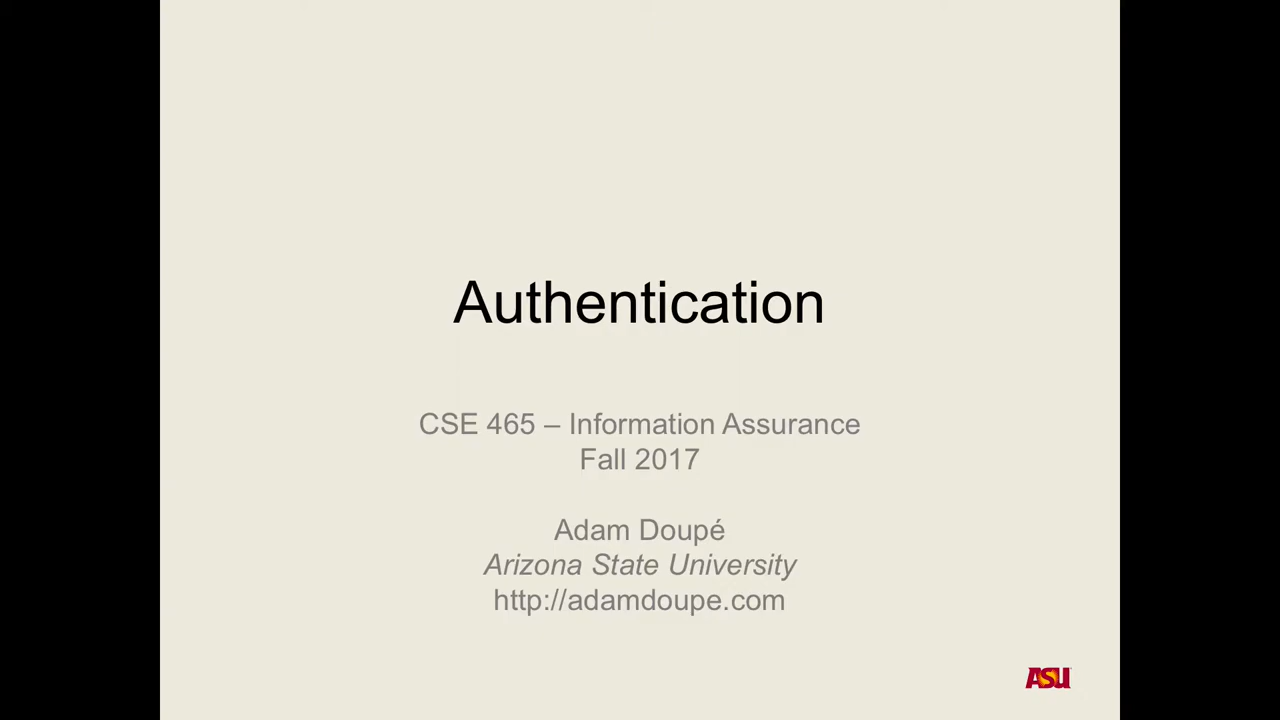 Authentication
CSE 465 – Information Assurance
Fall 2017
Adam Doupé
Arizona State University
http://adamdoupe.com
ASU